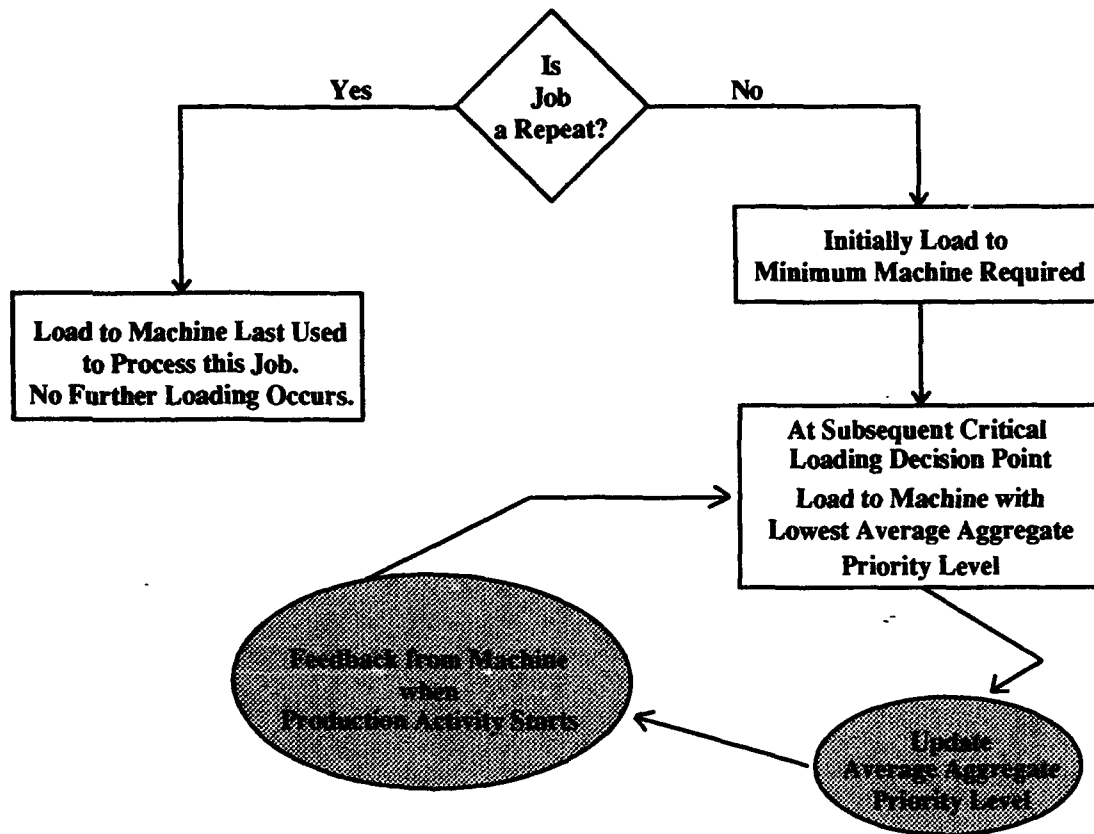 Is
Job
a Repeat?
Yes
No
Initially Load to
Minimum Machine Required
Load to Machine Last Used
to Process this Job.
No Further Loading Occurs.
At Subsequent Critical
Loading Decision Point
Load to Machine with
Lowest Average Aggregate
Priority Level
Feedback from Machine
when
Production Activity Starts
Update
Average Aggregate
Priority Level